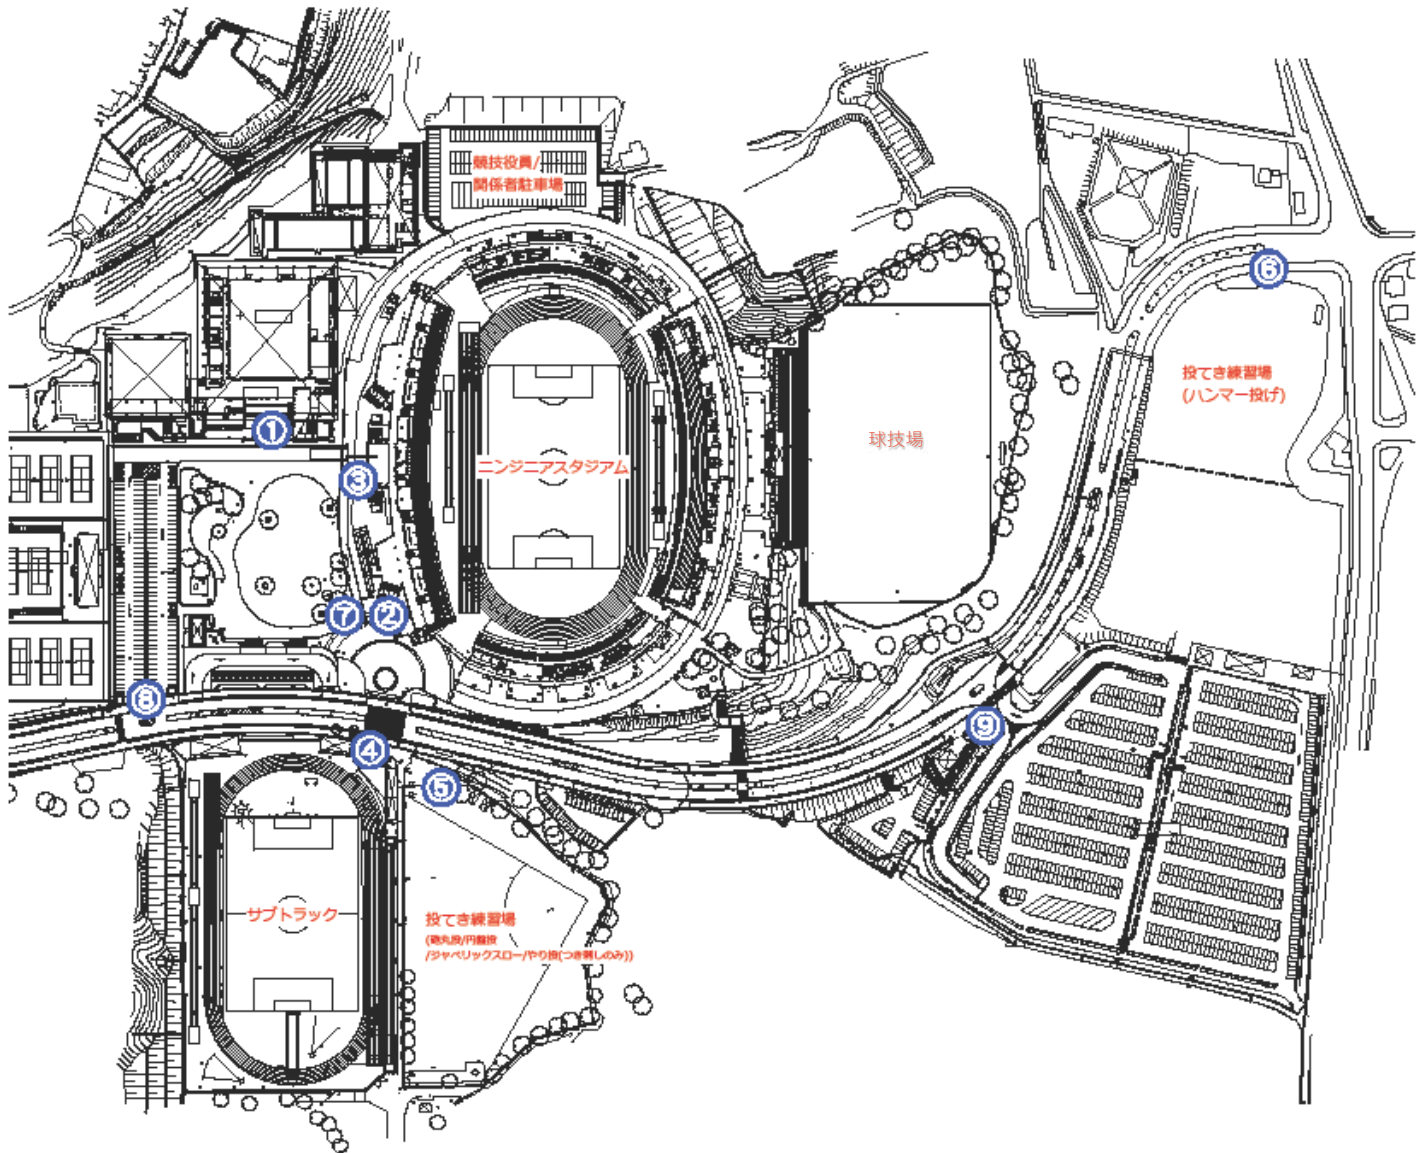 競技役員/
関係者駐車場
⑥
投てき練習場
(ハンマー投げ)
①
球技場
ニンジニアスタジアム
③
⑦
②
⑧
⑨
④
⑤
サブトラック
投てき練習場
(砲丸投/円盤投
/ジャベリックスロー/やり投(つき刺しのみ))